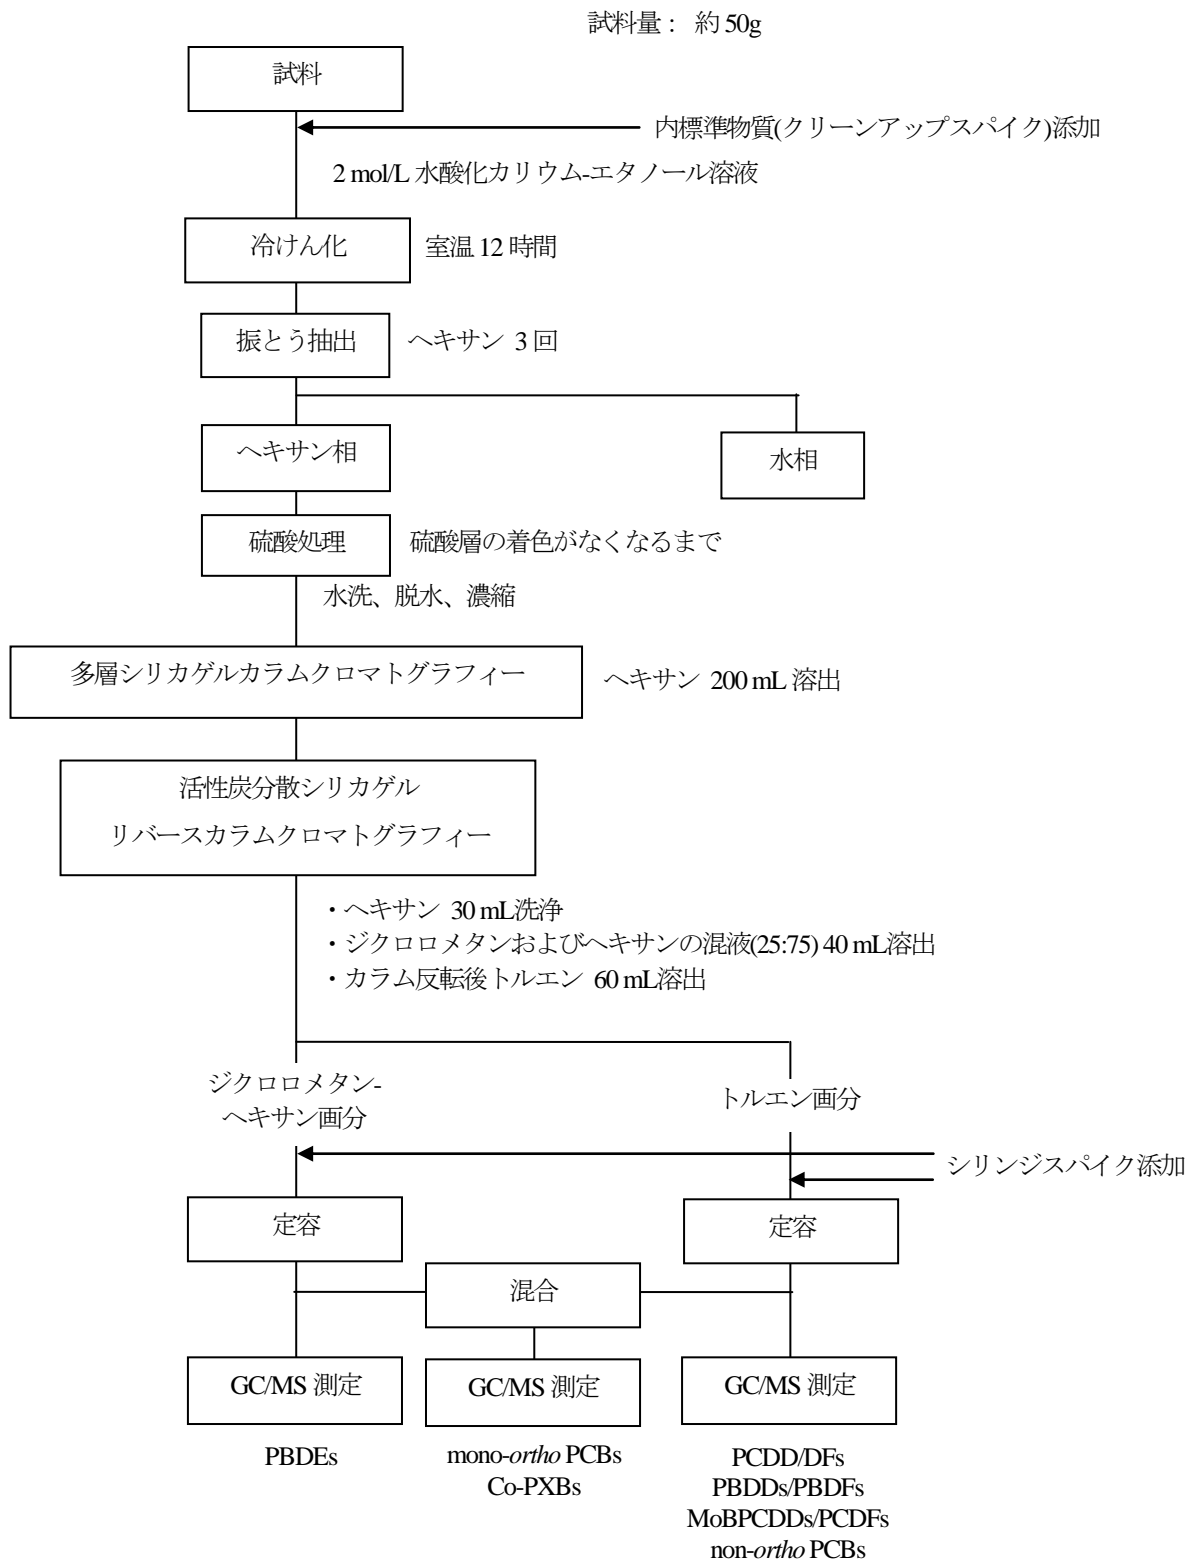 試料量： 約 50g
試料
内標準物質(クリーンアップスパイク)添加
2 mol/L 水酸化カリウム-エタノール溶液
冷けん化
室温 12 時間
振とう抽出
ヘキサン 3 回
ヘキサン相
水相
硫酸処理
硫酸層の着色がなくなるまで
水洗、脱水、濃縮
多層シリカゲルカラムクロマトグラフィー
ヘキサン 200 mL 溶出
活性炭分散シリカゲル
リバースカラムクロマトグラフィー
・ヘキサン 30 mL洗浄
・ジクロロメタンおよびヘキサンの混液(25:75) 40 mL溶出
・カラム反転後トルエン 60 mL溶出
ジクロロメタン-
ヘキサン画分
トルエン画分
シリンジスパイク添加
定容
定容
混合
GC/MS 測定
GC/MS 測定
GC/MS 測定
PBDEs
mono-ortho PCBs
Co-PXBs
PCDD/DFs
PBDDs/PBDFs
MoBPCDDs/PCDFs
non-ortho PCBs